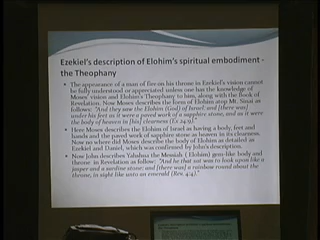 Ezekiel's description of Elohim's spiritual embodiment -
the Theophany
• The appearance of a man of fire on his throne in Ezekiel's vision cannot
be fully understood or appreciated unless one has the knowledge of
Moses' vision and Elohim's Theophany to him, along with the Book of
Revelation. Now Moses describes the form of Elohim atop Mt. Sinai as
follows: "And they saw the Elohim (God) of Israel: and [there was]
under his feet as it were a paved work of a sapphire stone, and as it were
the body of heaven in [his] clearness (Ex 24:9)."
• Here Moses describes the Elohim of Israel as having a body, feet and
hands and the paved work of sapphire stone as heaven in its clearness.
Now no where did Moses describe the body of Elohim as detailed as
Ezekiel and Daniel, which was confirmed by John's description.
• Now John describes Yahshua the Messiah ( Elohim) gem-like body and
throne in Revelation as follow: "And he that sat was to look upon like a
jasper and a sardine stone: and [there was] a rainbow round about the
throne, in sight like unto an emerald (Rev. 4:4)."